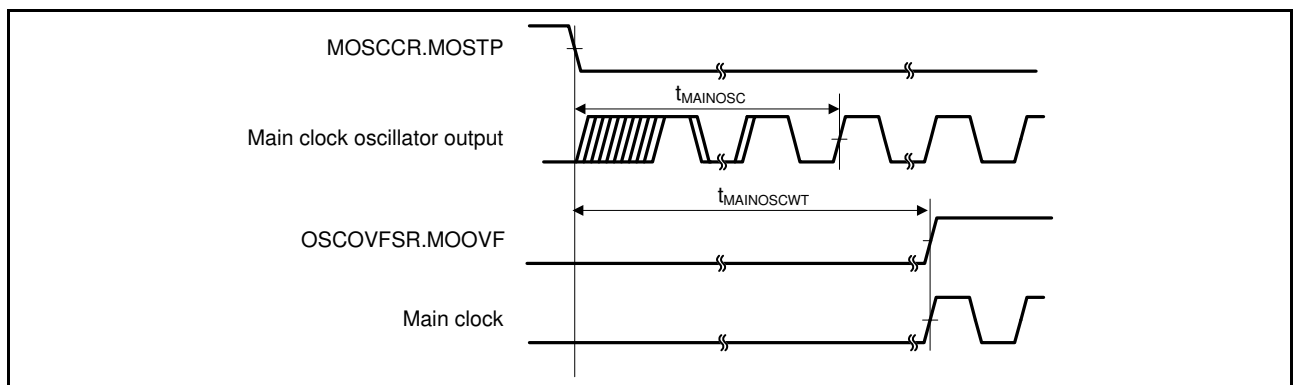 MOSCCR.MOSTP
tMAINOSC
Main clock oscillator output
tMAINOSCWT
OSCOVFSR.MOOVF
Main clock